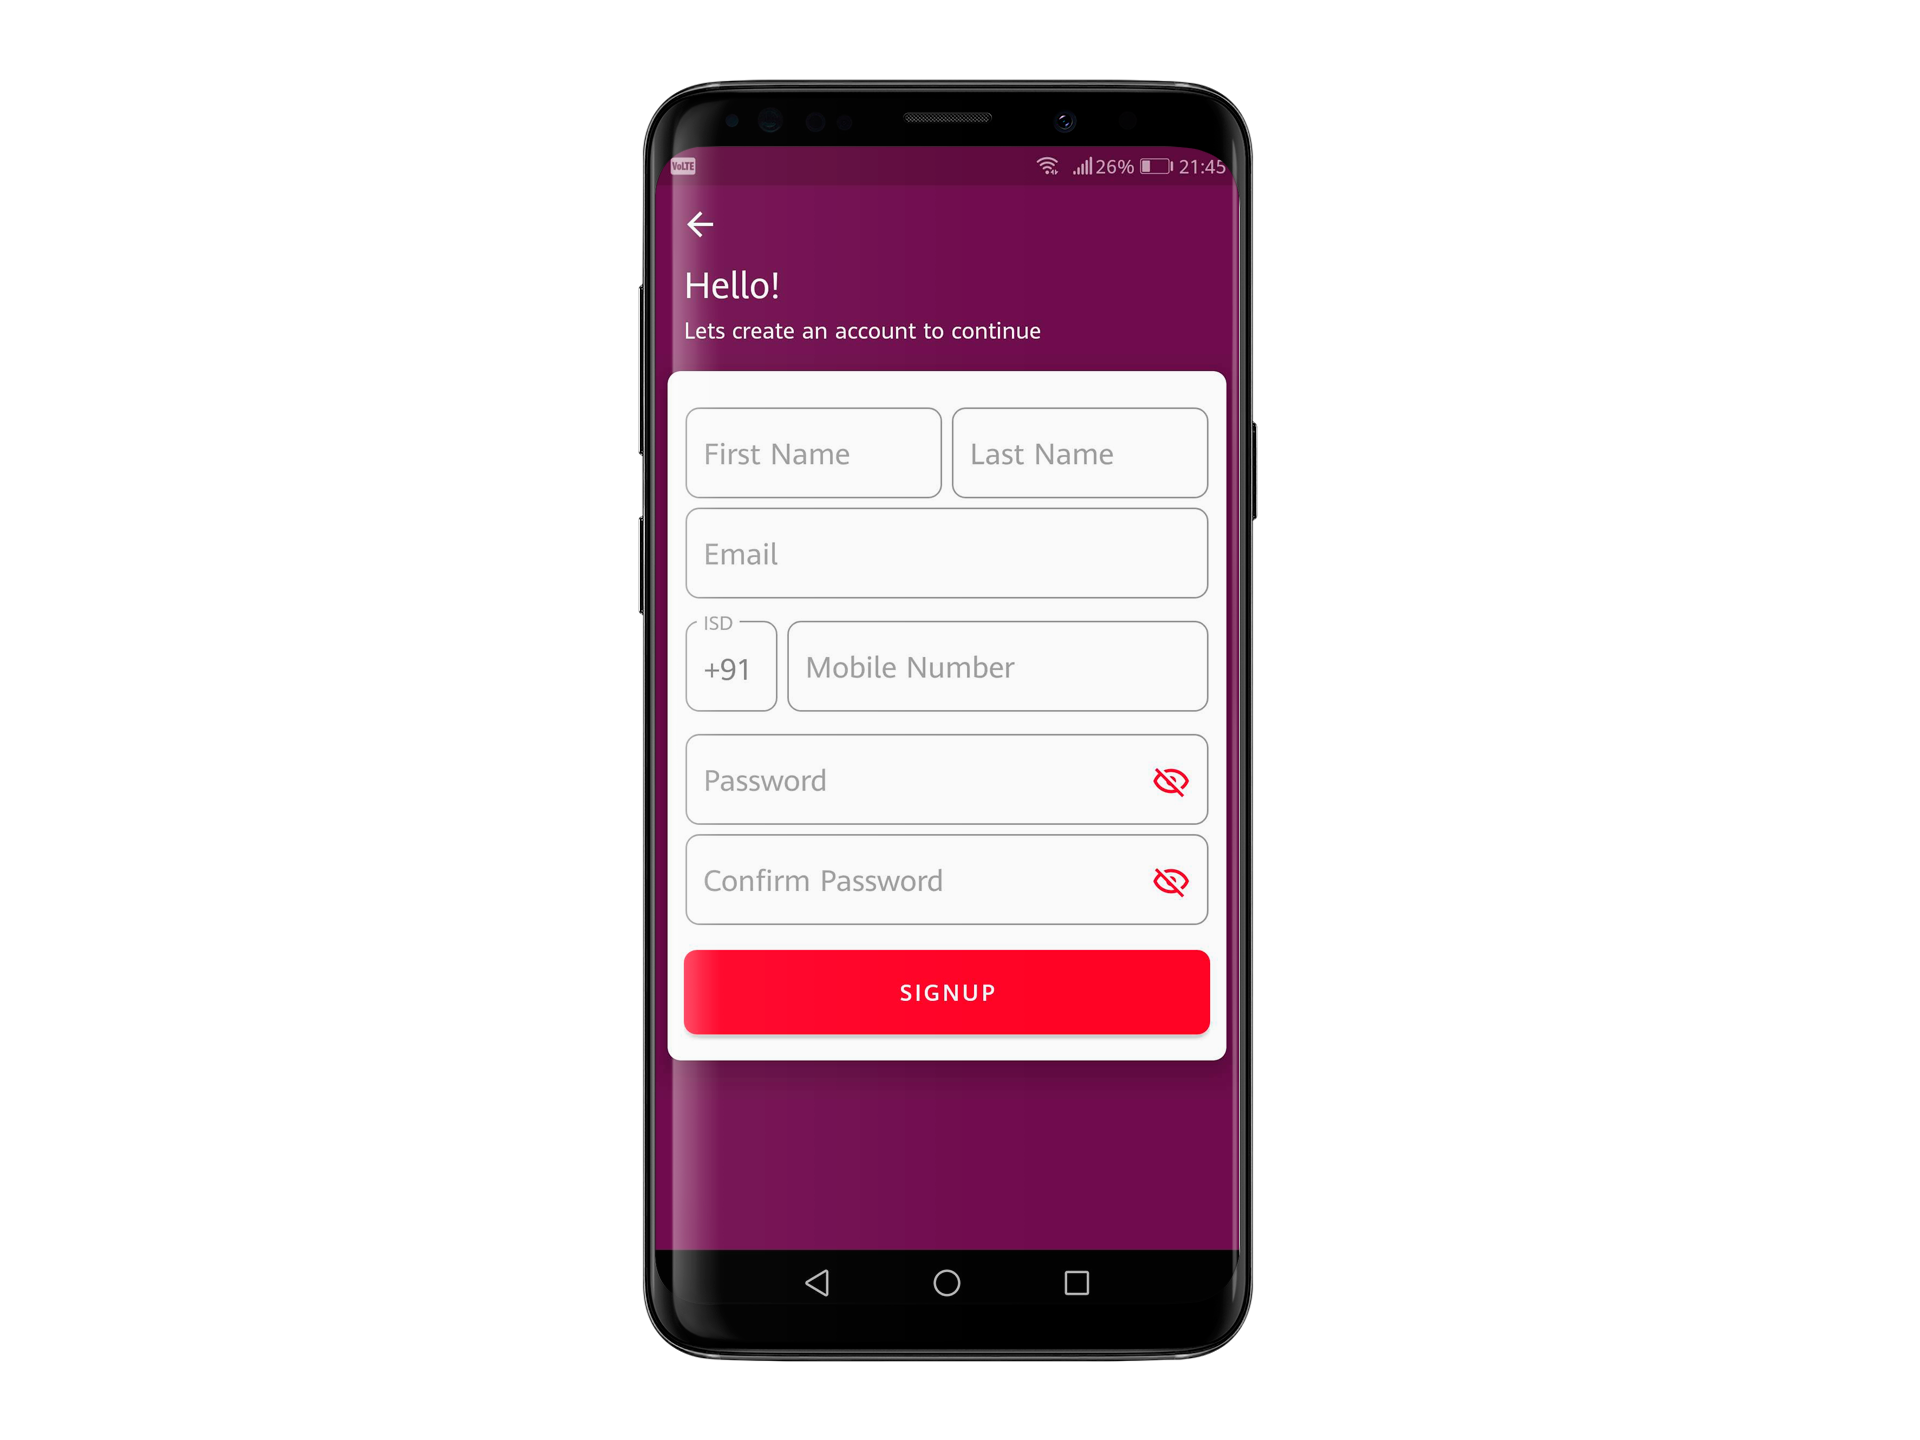 VoLTE 26% 21:45
Hello!
Lets create an account to continue
First Name Last Name
Email
ISD
+91 Mobile Number
Password
Confirm Password
SIGNUP